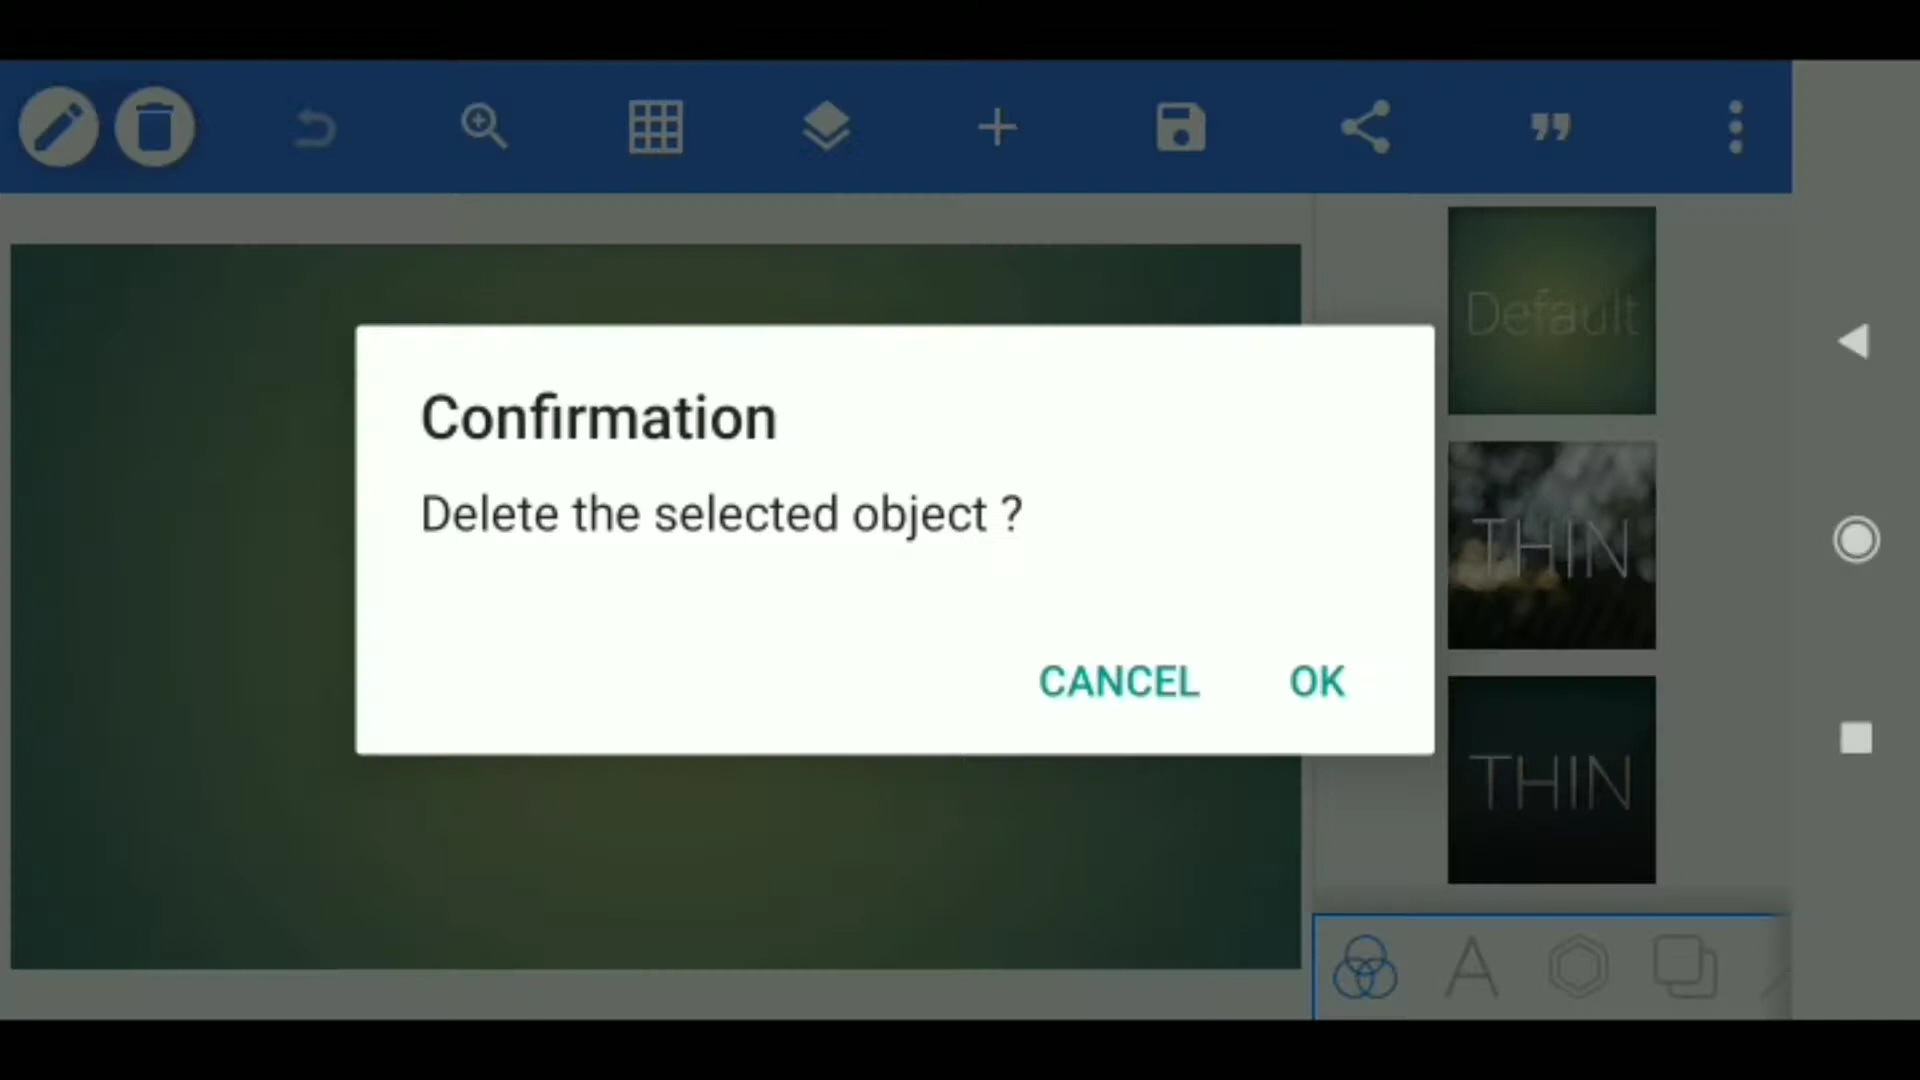 Default
Confirmation
Delete the selected object ?
THIN
CANCEL OK
THIN
A